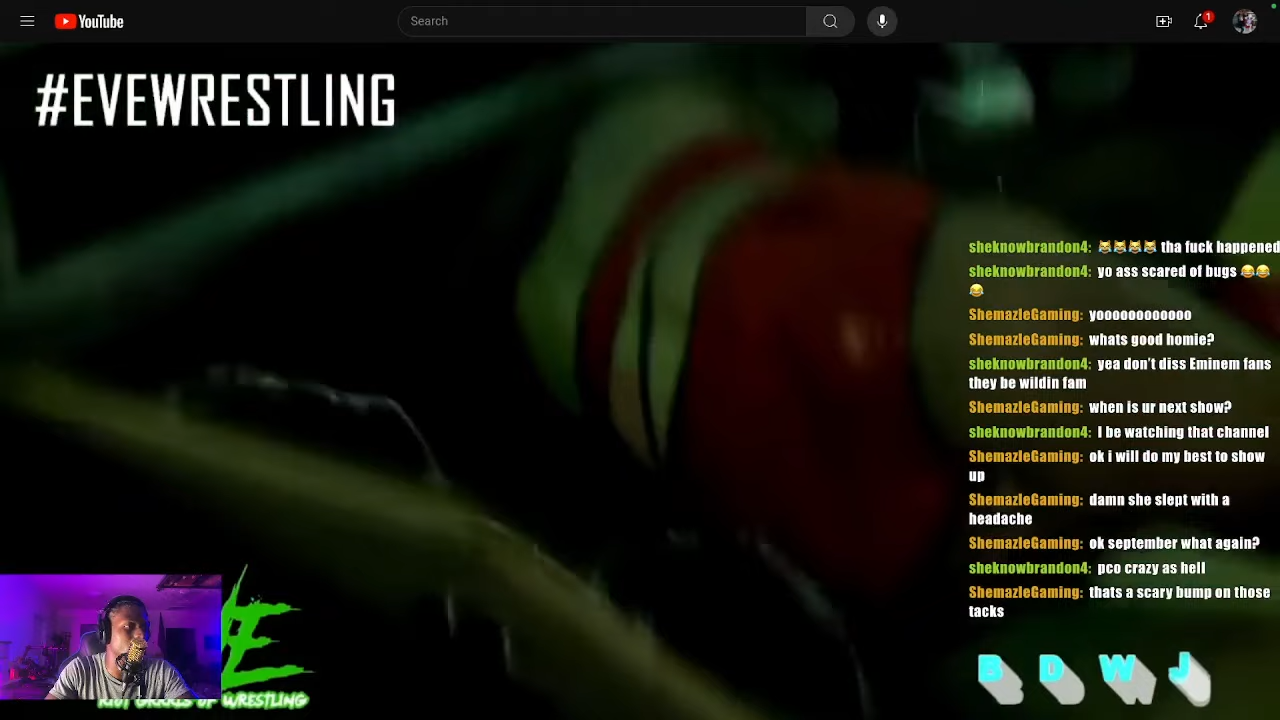 YouTube
Search
1
#EVEWRESTLING
sheknowbrandon4: 😹😹😹😹 tha fuck happened
sheknowbrandon4: yo ass scared of bugs 😂😂
😂
ShemazleGaming: yoooooooooooo
ShemazleGaming: whats good homie?
sheknowbrandon4: yea don't diss Eminem fans
they be wildin fam
ShemazleGaming: when is ur next show?
sheknowbrandon4: I be watching that channel
ShemazleGaming: ok i will do my best to show
up
ShemazleGaming: damn she slept with a
headache
ShemazleGaming: ok september what again?
sheknowbrandon4: pco crazy as hell
ShemazleGaming: thats a scary bump on those
tacks
RIOT GRRRLS OF WRESTLING
B D W J